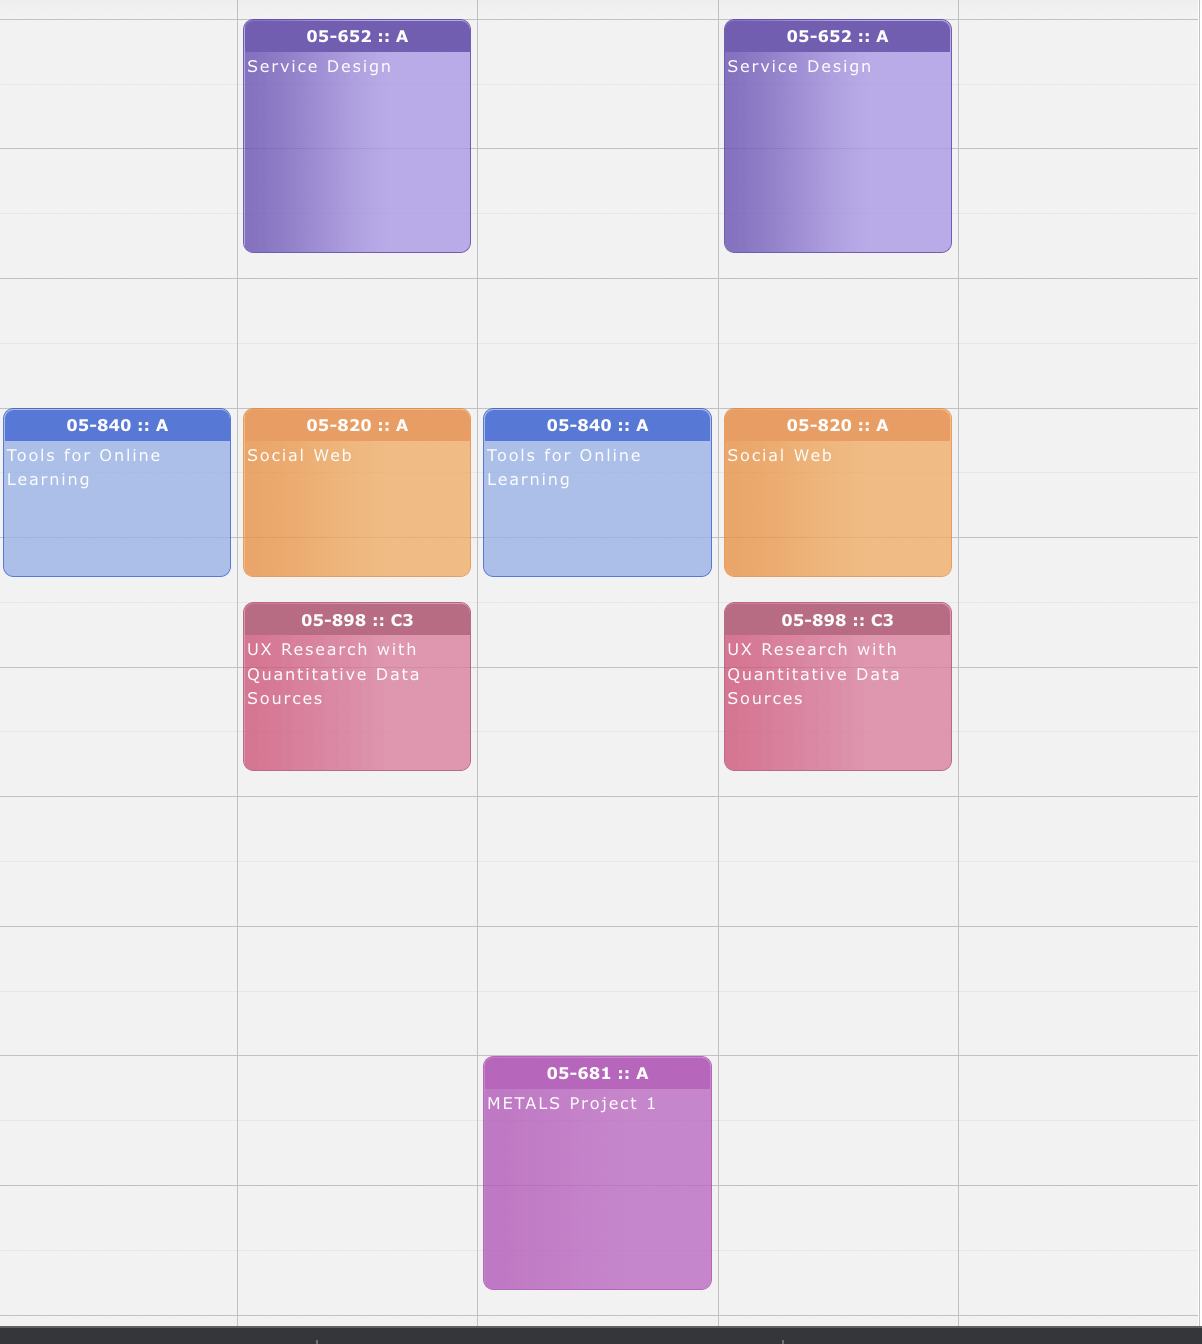 05-652 :: A
Service Design
05-652 :: A
Service Design
05-840 :: A
Tools for Online
Learning
05-820 :: A
Social Web
05-840 :: A
Tools for Online
Learning
05-820 :: A
Social Web
05-898 :: C3
UX Research with
Quantitative Data
Sources
05-898 :: C3
UX Research with
Quantitative Data
Sources
05-681 :: A
METALS Project 1